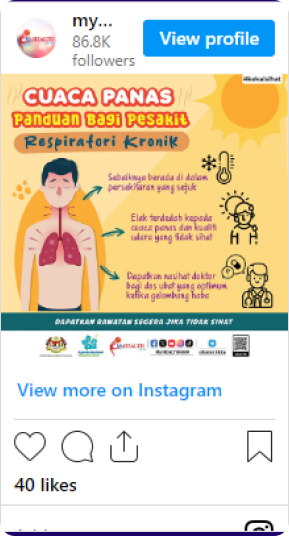 my...
86.8K
followers
View profile
#kekalsihat
CUACA PANAS
Panduan Bagi Pesakit
Respiratori Kronik
Sebaiknya berada di dalam
persekitaran yang sejuk
Elak terdedah kepada
cuaca panas dan kualiti
udara yang tidak sihat
Dapatkan nasihat doktor
bagi dos ubat yang optimum
ketika gelombang haba
DAPATKAN RAWATAN SEGERA JIKA TIDAK SIHAT
View more on Instagram
40 likes